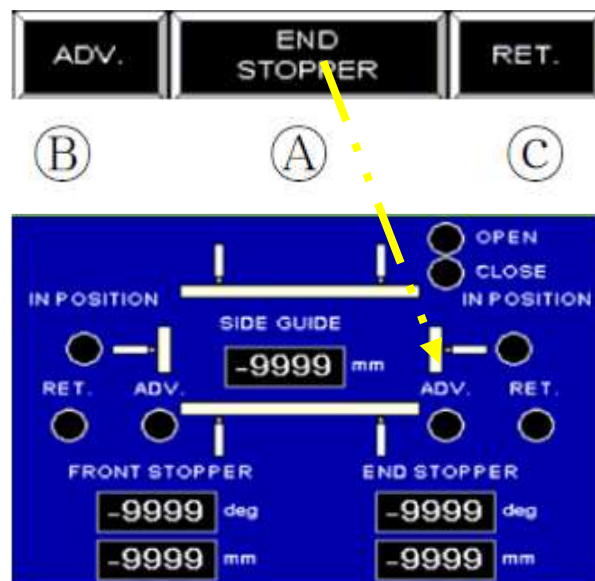 ADV.
END
STOPPER
RET.
Ⓑ
Ⓐ
Ⓒ
OPEN
CLOSE
IN POSITION
IN POSITION
SIDE GUIDE
-9999 mm
RET. ADV.
ADV. RET.
FRONT STOPPER
END STOPPER
-9999 deg
-9999 deg
-9999 mm
-9999 mm